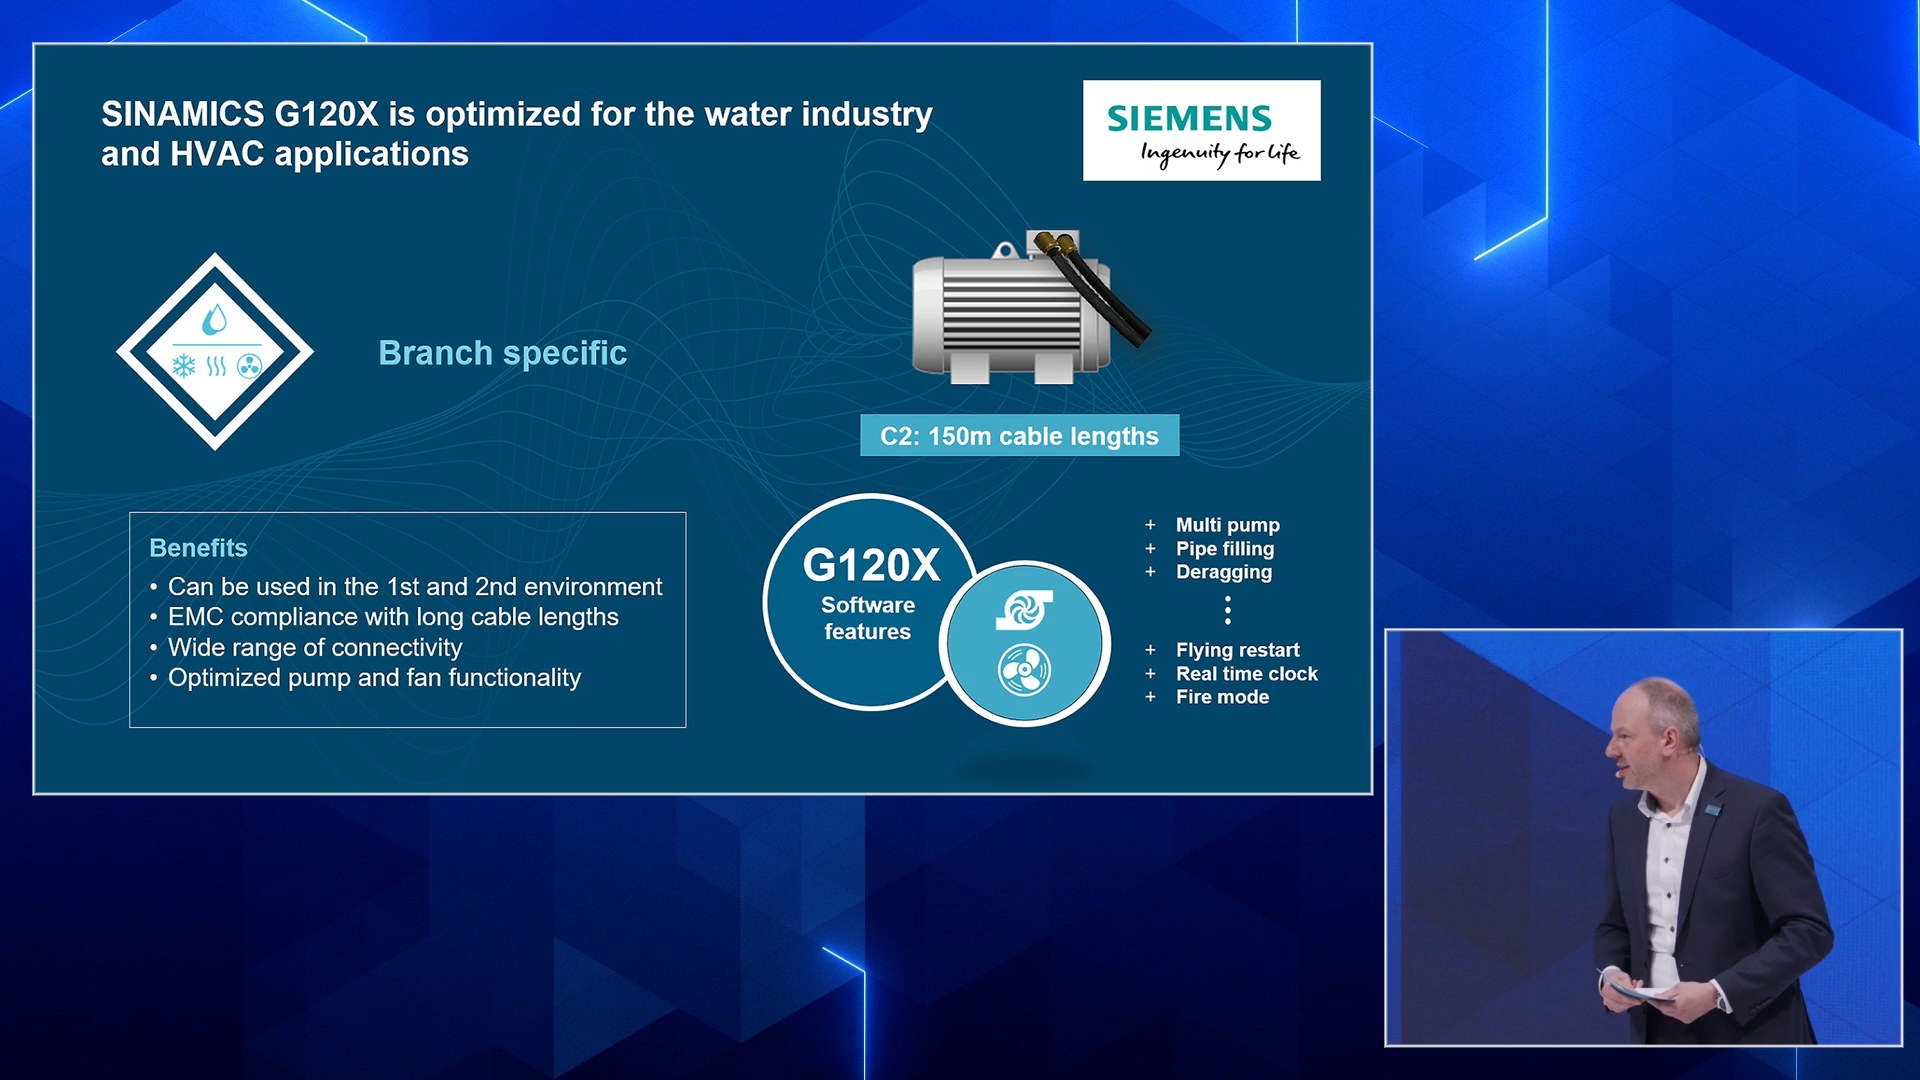 SINAMICS G120X is optimized for the water industry
and HVAC applications
SIEMENS
Ingenuity for life
Branch specific
C2: 150m cable lengths
Benefits
• Can be used in the 1st and 2nd environment
• EMC compliance with long cable lengths
• Wide range of connectivity
• Optimized pump and fan functionality
G120X
Software
features
+ Multi pump
+ Pipe filling
+ Deragging
+ Flying restart
+ Real time clock
+ Fire mode